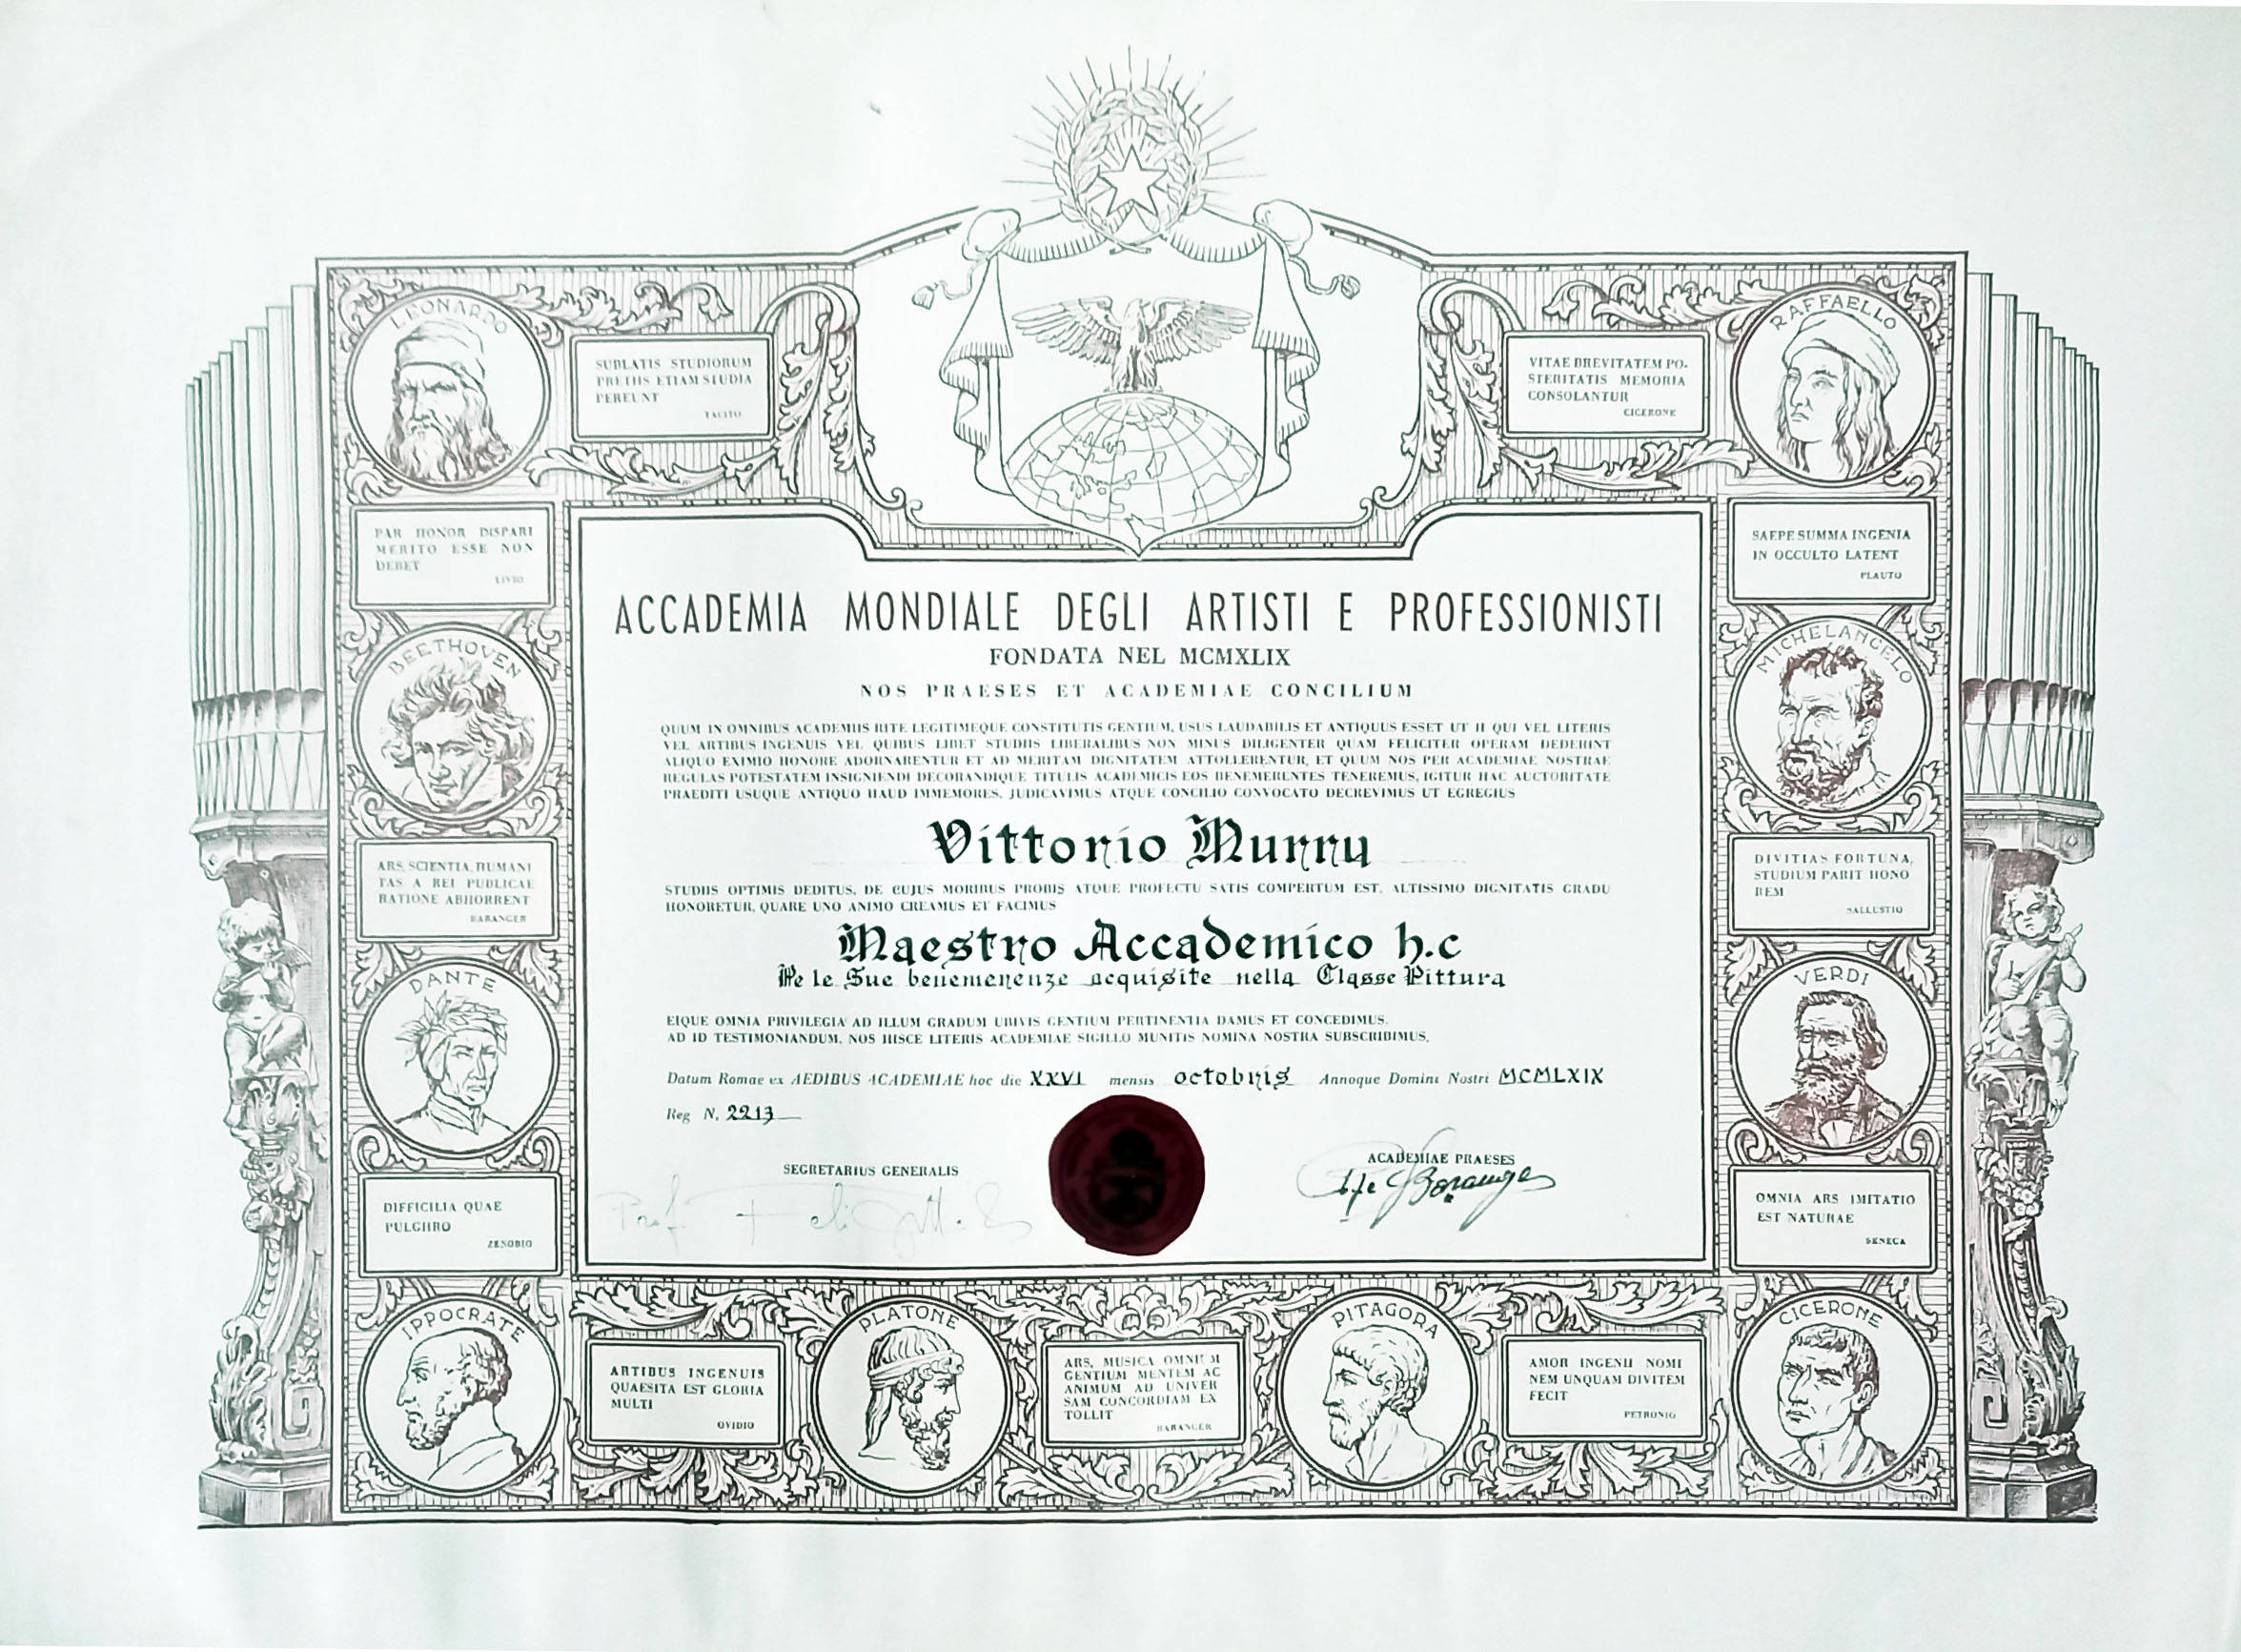 LEONARDO
SUBLATIS STUDIORUM
PRETIIS ETIAM STUDIA
PEREUNT
TACITO
VITAE BREVITATEM PO-
STERITATIS MEMORIA
CONSOLANTUR
CICERONE
RAFFAELLO
PAR HONOR DISPARI
MERITO ESSE NON
DEBET
LIVIO
SAEPE SUMMA INGENIA
IN OCCULTO LATENT
PLAUTO
BEETHOVEN
MICHELANGELO
ARS, SCIENTIA, HUMANI
TAS A REI PUBLICAE
RATIONE ABHORRENT
BARANGER
DIVITIAS FORTUNA,
STUDIUM PARIT HONO
REM
SALLUSTIO
DANTE
VERDI
DIFFICILIA QUAE
PULCHRO
ZENOBIO
OMNIA ARS IMITATIO
EST NATURAE
SENECA
ACCADEMIA MONDIALE DEGLI ARTISTI E PROFESSIONISTI
FONDATA NEL MCMXLIX
NOS PRAESES ET ACADEMIAE CONCILIUM
QUUM IN OMNIBUS ACADEMIIS RITE LEGITIMEQUE CONSTITUTIS GENTIUM, USUS LAUDABILIS ET ANTIQUUS ESSET UT II QUI VEL LITERIS
VEL ARTIBUS INGENUIS VEL QUIBUS LIBET STUDIIS LIBERALIBUS NON MINUS DILIGENTER QUAM FELICITER OPERAM DEDERINT
ALIQUO EXIMIO HONORE ADORNARENTUR ET AD MERITAM DIGNITATEM ATTOLLERENTUR, ET QUUM NOS PER ACADEMIAE NOSTRAE
REGULAS POTESTATEM INSIGNIENDI DECORANDIQUE TITULIS ACADEMICIS EOS BENEMERENTES TENEREMUS, IGITUR HAC AUCTORITATE
PRAEDITI USUQUE ANTIQUO HAUD IMMEMORES, JUDICAVIMUS ATQUE CONCILIO CONVOCATO DECREVIMUS UT EGREGIUS
Vittorio Murru
STUDIIS OPTIMIS DEDITUS, DE CUJUS MORIBUS PROBIS ATQUE PROFECTU SATIS COMPERTUM EST, ALTISSIMO DIGNITATIS GRADU
HONORETUR, QUARE UNO ANIMO CREAMUS ET FACIMUS
Maestro Accademico h.c
Pe le Sue benemerenze acquisite nella Classe Pittura
EIQUE OMNIA PRIVILEGIA AD ILLUM GRADUM UBIVIS GENTIUM PERTINENTIA DAMUS ET CONCEDIMUS.
AD ID TESTIMONIANDUM, NOS HISCE LITERIS ACADEMIAE SIGILLO MUNITIS NOMINA NOSTRA SUBSCRIBIMUS,
Datum Romae ex AEDIBUS ACADEMIAE hoc die XXVI mensis octobris Annoque Domini Nostri MCMLXIX
Reg N. 2213
SEGRETARIUS GENERALIS
ACADEMIAE PRAESES
Prof.
IPPOCRATE
ARTIBUS INGENUIS
QUAESITA EST GLORIA
MULTI
OVIDIO
PLATONE
ARS, MUSICA OMNIUM
GENTIUM MENTEM AC
ANIMUM AD UNIVER
SAM CONCORDIAM EX
TOLLIT
BARANGER
PITAGORA
AMOR INGENII NOMI
NEM UNQUAM DIVITEM
FECIT
PETRONIO
CICERONE